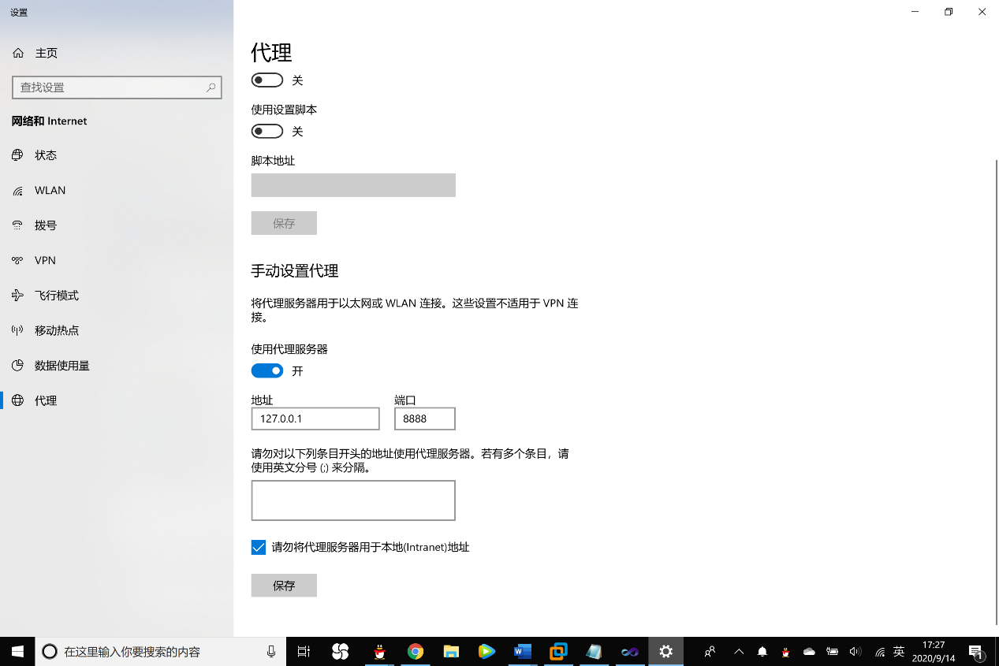 设置
主页
查找设置
网络和 Internet
状态
WLAN
拨号
VPN
飞行模式
移动热点
数据使用量
代理
代理
关
使用设置脚本
关
脚本地址
保存
手动设置代理
将代理服务器用于以太网或 WLAN 连接。这些设置不适用于 VPN 连
接。
使用代理服务器
开
地址 端口
127.0.0.1 8888
请勿对以下列条目开头的地址使用代理服务器。若有多个条目，请
使用英文分号 (;) 来分隔。
请勿将代理服务器用于本地(Intranet)地址
保存
在这里输入你要搜索的内容
英
17:27
2020/9/14
1